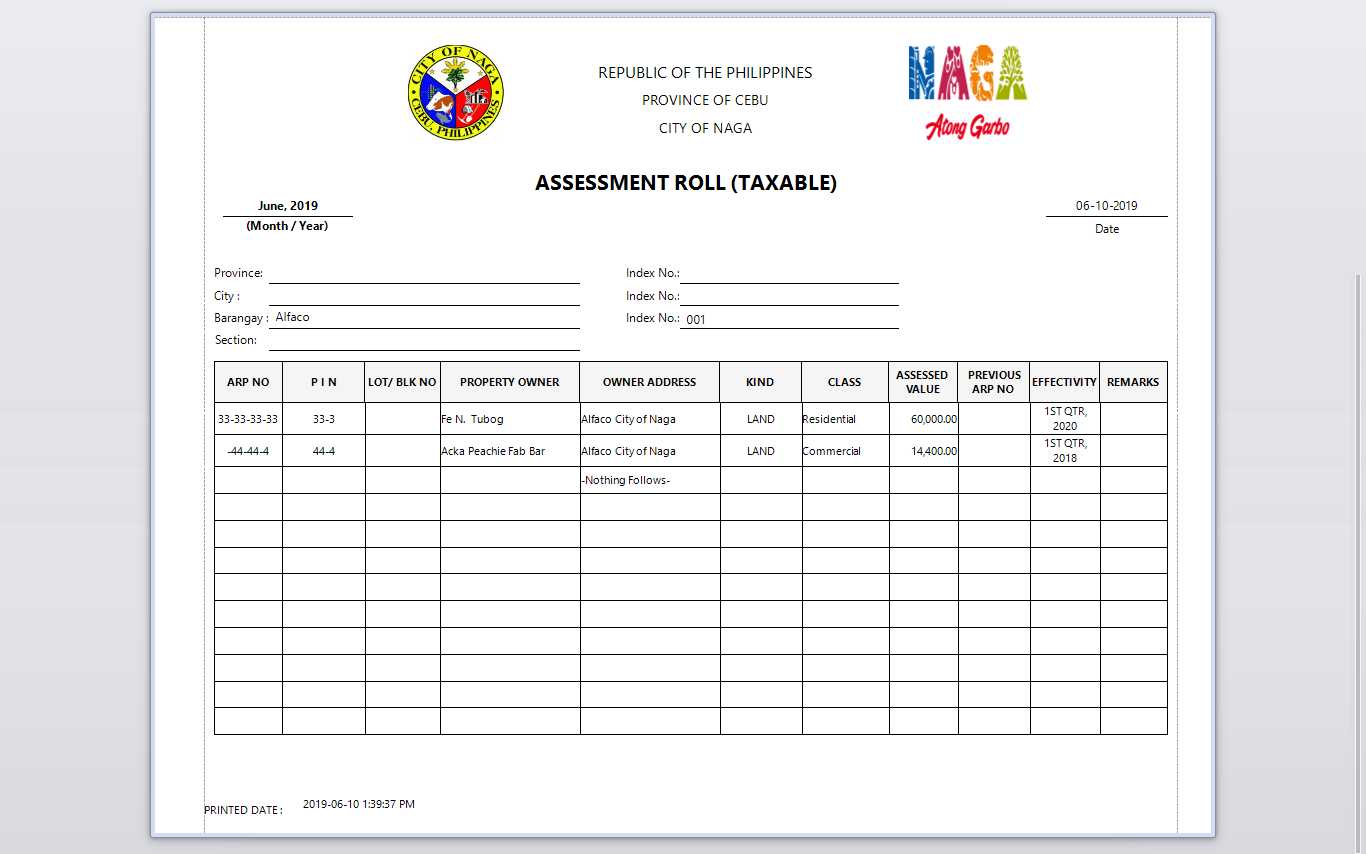 CITY OF NAGA
CEBU, PHILIPPINES
REPUBLIC OF THE PHILIPPINES
PROVINCE OF CEBU
CITY OF NAGA
NAGA
Atong Garbo
ASSESSMENT ROLL (TAXABLE)
June, 2019
(Month / Year)
06-10-2019
Date
Province:
Index No.:
City :
Index No.:
Barangay : Alfaco
Index No.: 001
Section:
ARP NO P I N LOT/ BLK NO PROPERTY OWNER OWNER ADDRESS KIND CLASS ASSESSED VALUE PREVIOUS ARP NO EFFECTIVITY REMARKS
33-33-33-33 33-3 Fe N. Tubog Alfaco City of Naga LAND Residential 60,000.00 1ST QTR, 2020
-44-44-4 44-4 Acka Peachie Fab Bar Alfaco City of Naga LAND Commercial 14,400.00 1ST QTR, 2018
-Nothing Follows-
PRINTED DATE : 2019-06-10 1:39:37 PM